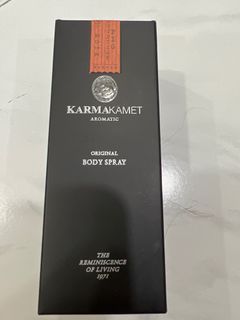 KARMAKAMET
AROMATIC
ORIGINAL
BODY SPRAY
THE
REMINISCENCE
OF LIVING
1971